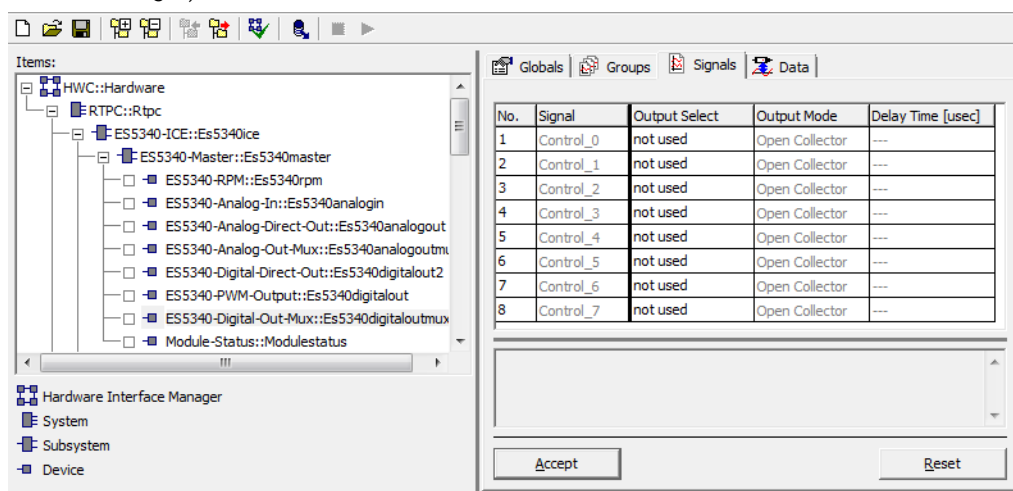 Items:
HWC::Hardware
RTPC::Rtpc
ES5340-ICE::Es5340ice
ES5340-Master::Es5340master
ES5340-RPM::Es5340rpm
ES5340-Analog-In::Es5340analogin
ES5340-Analog-Direct-Out::Es5340analogout
ES5340-Analog-Out-Mux::Es5340analogoutmu
ES5340-Digital-Direct-Out::Es5340digitalout2
ES5340-PWM-Output::Es5340digitalout
ES5340-Digital-Out-Mux::Es5340digitaloutmux
Module-Status::Modulestatus
Hardware Interface Manager
System
Subsystem
Device
Globals Groups Signals Data
No. Signal Output Select Output Mode Delay Time [usec]
1 Control_0 not used Open Collector ---
2 Control_1 not used Open Collector ---
3 Control_2 not used Open Collector ---
4 Control_3 not used Open Collector ---
5 Control_4 not used Open Collector ---
6 Control_5 not used Open Collector ---
7 Control_6 not used Open Collector ---
8 Control_7 not used Open Collector ---
Accept Reset